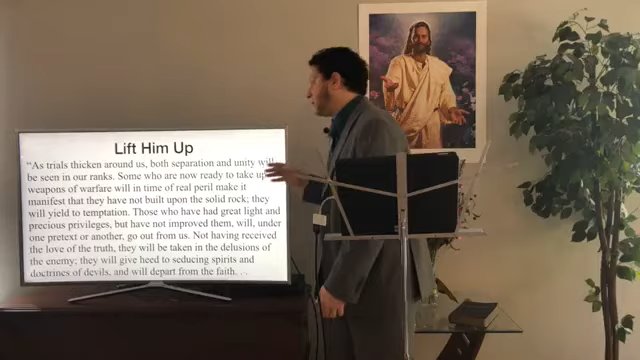 Lift Him Up
“As trials thicken around us, both separation and unity will
be seen in our ranks. Some who are now ready to take up
weapons of warfare will in time of real peril make it
manifest that they have not built upon the solid rock; they
will yield to temptation. Those who have had great light and
precious privileges, but have not improved them, will, under
one pretext or another, go out from us. Not having received
the love of the truth, they will be taken in the delusions of
the enemy; they will give heed to seducing spirits and
doctrines of devils, and will depart from the faith. . .